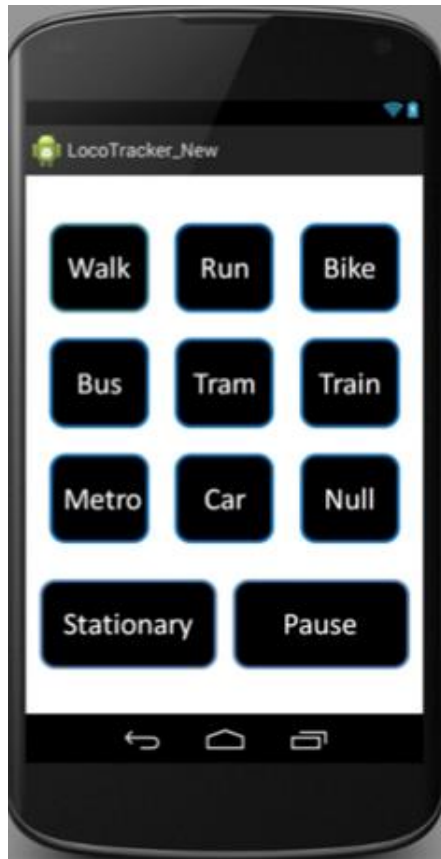 LocoTracker_New
Walk Run Bike
Bus Tram Train
Metro Car Null
Stationary Pause